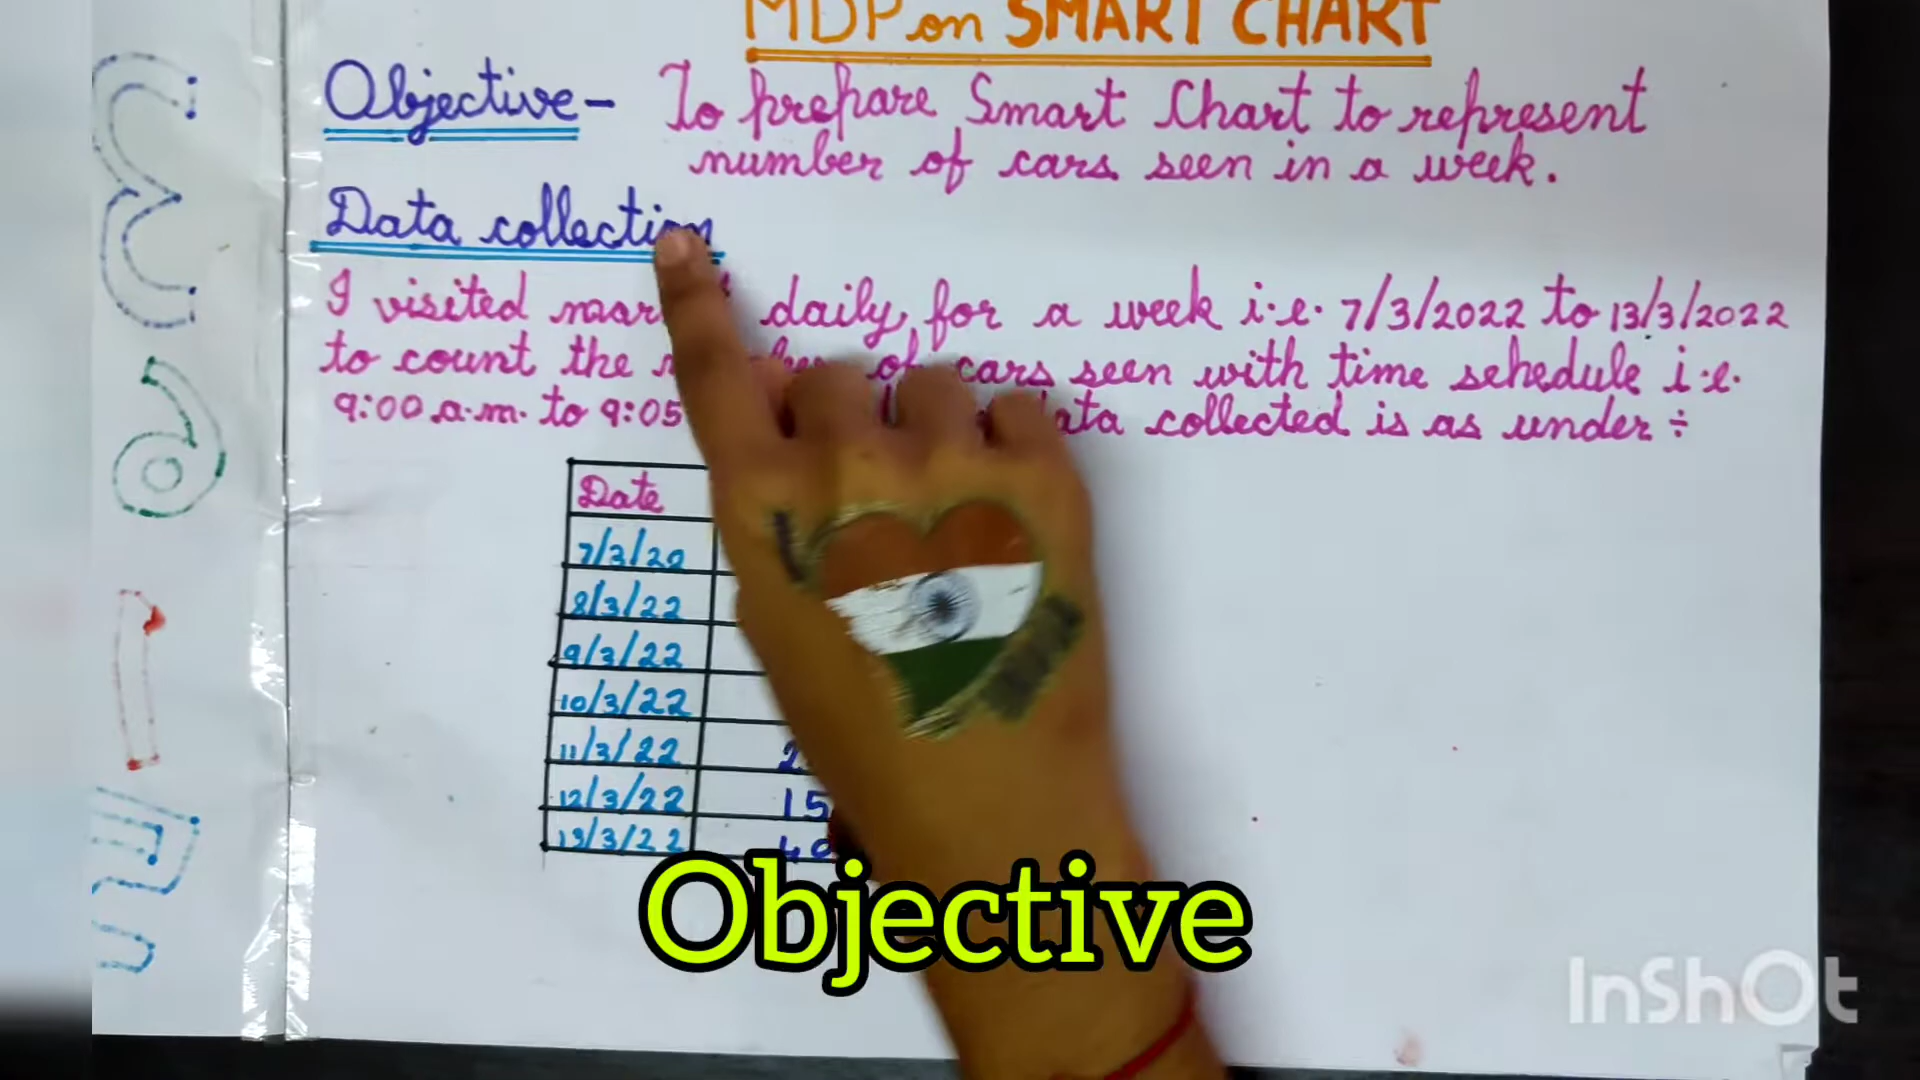 MDP on SMART CHART
Objective - To prepare Smart Chart to represent
number of cars seen in a week.
Data collection
I visited daily for a week i.e. 7/3/2022 to 13/3/2022
to count the of cars seen with time schedule i.e.
9:00 a.m. to 9:05 collected is as under ÷
Date
7/3/22
8/3/22
9/3/22
10/3/22
11/3/22
12/3/22 15
13/3/22 40
Objective
InShOt